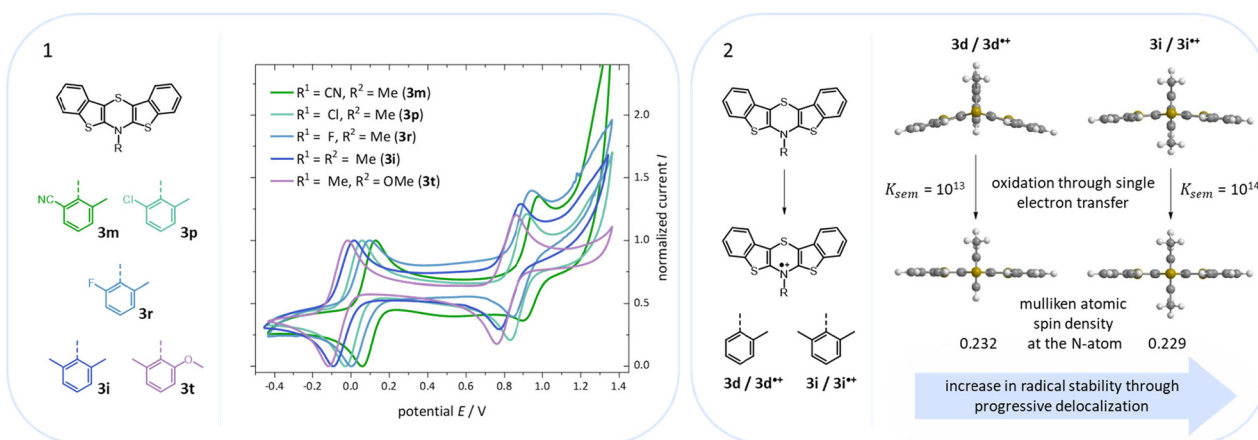 1
S
S
N
S
R
NC
Cl
3m
3p
F
3r
O
3i
3t
R¹ = CN, R² = Me (3m)
R¹ = Cl, R² = Me (3p)
R¹ = F, R² = Me (3r)
R¹ = R² = Me (3i)
R¹ = Me, R² = OMe (3t)
2.0
1.5
1.0
0.5
0.0
normalized current I
-0.4 -0.2 0.0 0.2 0.4 0.6 0.8 1.0 1.2 1.4
potential E / V
2
S
S
N
S
R
S
S
N
S
•+
R
3d / 3d•+
3i / 3i•+
3d / 3d•+
3i / 3i•+
Ksem = 10¹³
oxidation through single
electron transfer
Ksem = 10¹⁴
mulliken atomic
spin density
at the N-atom
0.232
0.229
increase in radical stability through
progressive delocalization